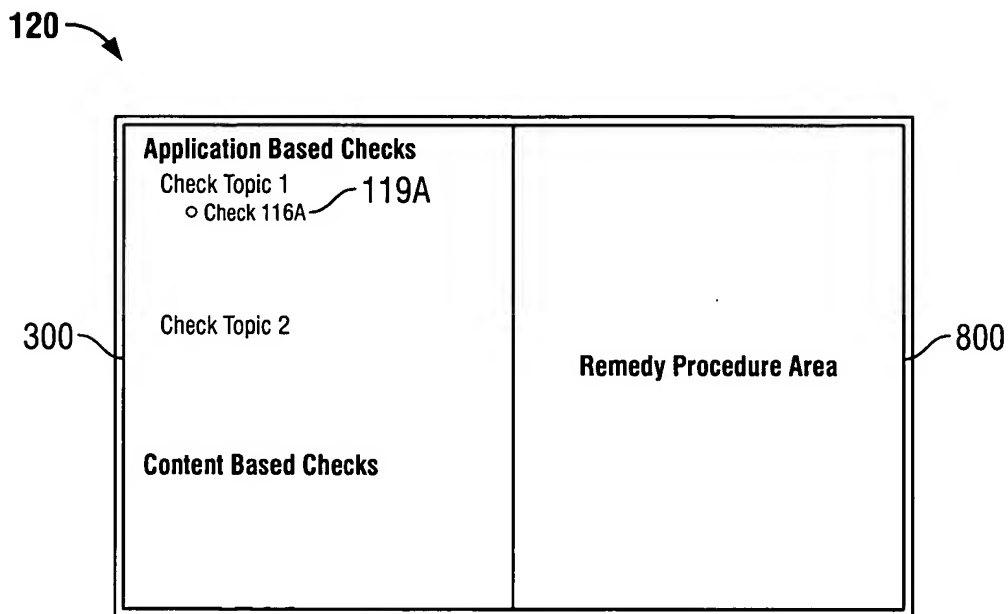 120
Application Based Checks
Check Topic 1
Check 116A
119A
Check Topic 2
300
800
Remedy Procedure Area
Content Based Checks